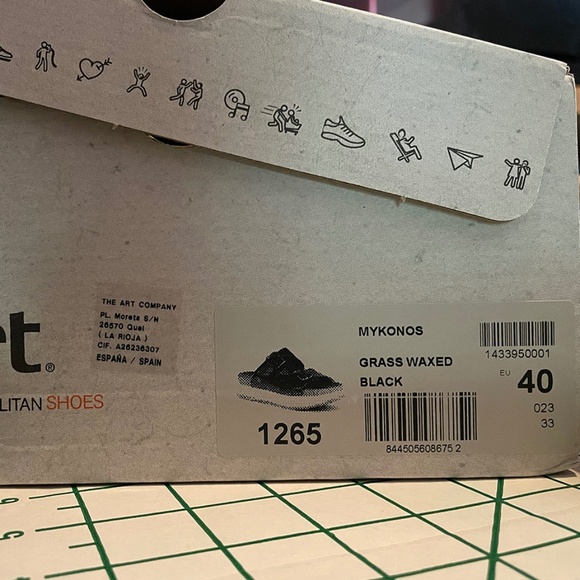 rt®
LITAN SHOES
THE ART COMPANY
PL. Moreta S/N
26570 Quel
( LA RIOJA )
CIF. A26236307
ESPAÑA / SPAIN
1265
MYKONOS
GRASS WAXED
BLACK
844505608675 2
1433950001
EU 40
023
33